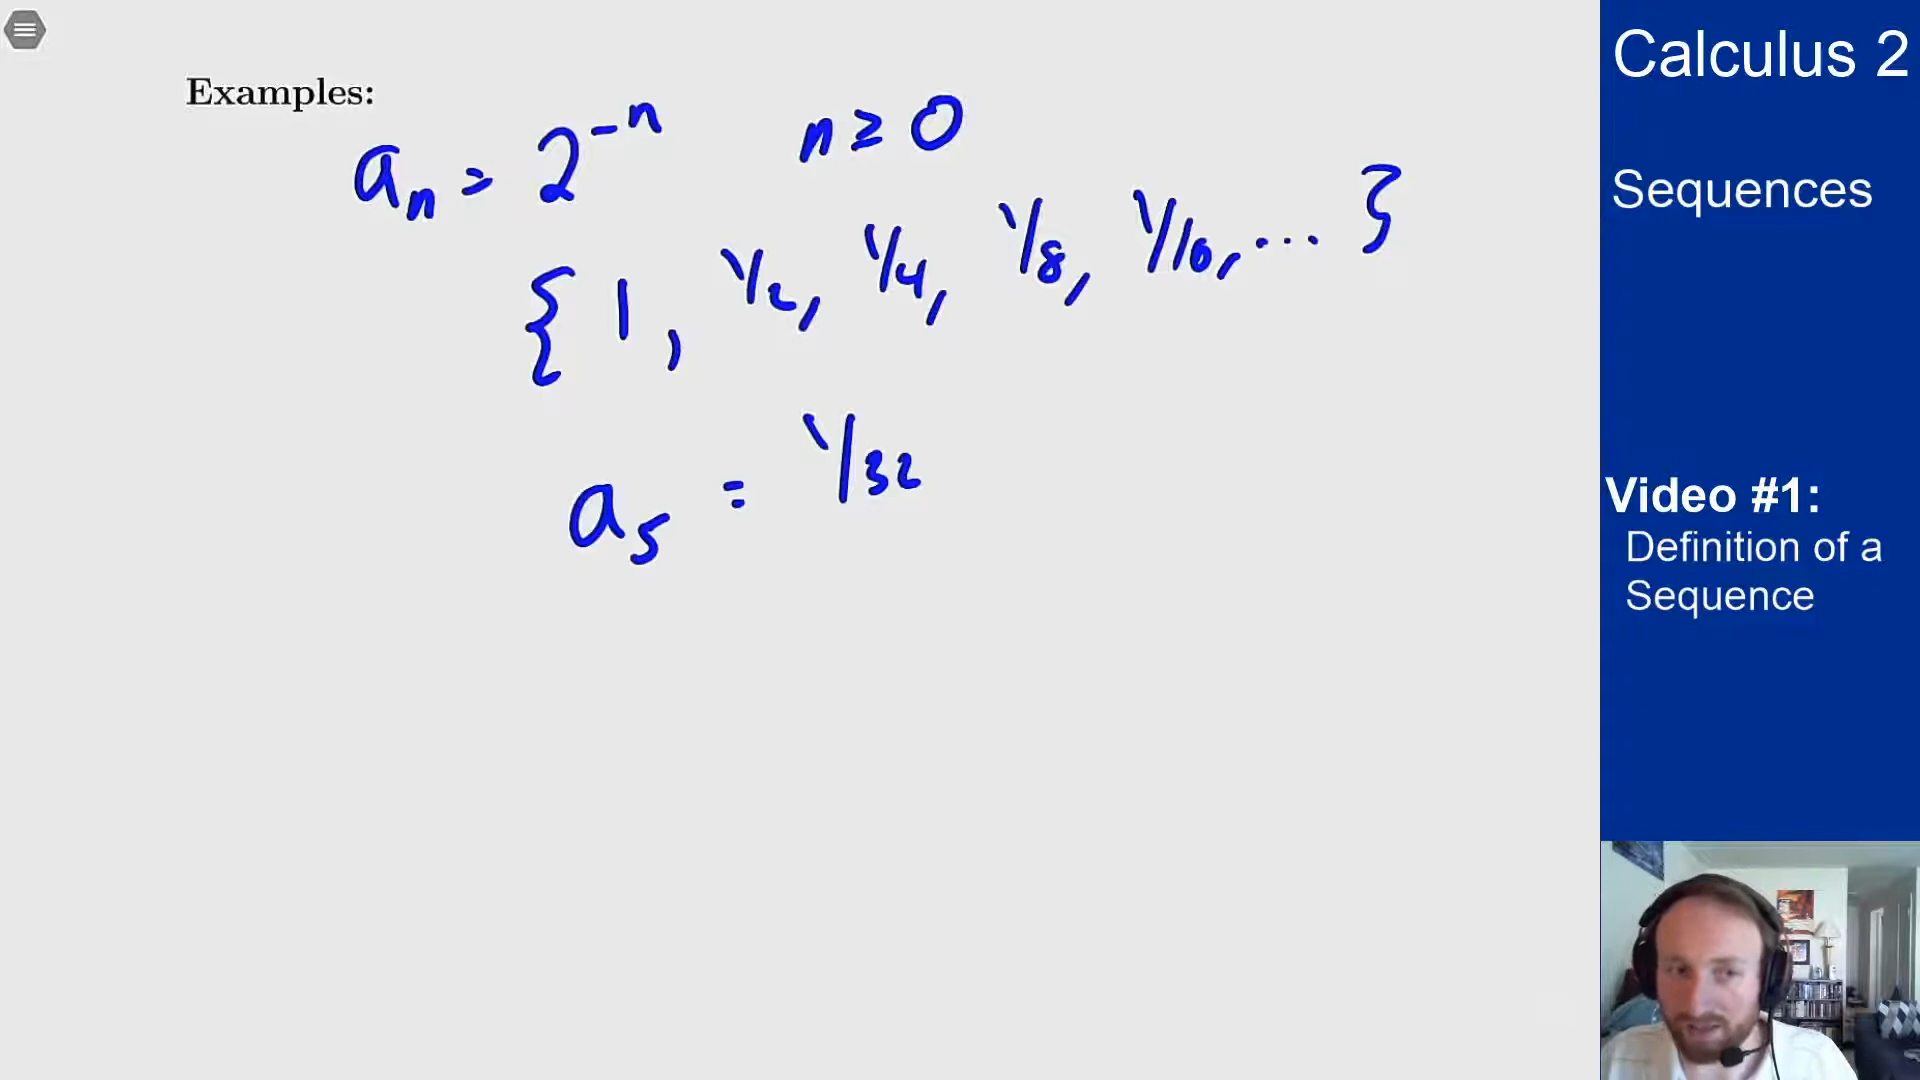 Examples:
aₙ = 2⁻ⁿ n ≥ 0
{ 1, 1/2, 1/4, 1/8, 1/16, ... }
a₅ = 1/32
Calculus 2
Sequences
Video #1:
Definition of a
Sequence